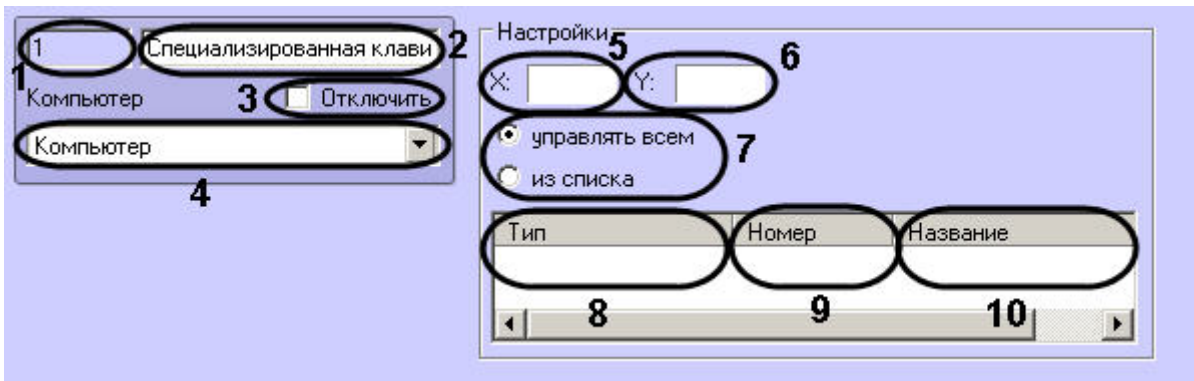 1 Специализированная клави 2
1
Компьютер 3 Отключить
Компьютер
4
Настройки
5 6
X: Y:
управлять всем
7
из списка
Тип Номер Название
8 9 10